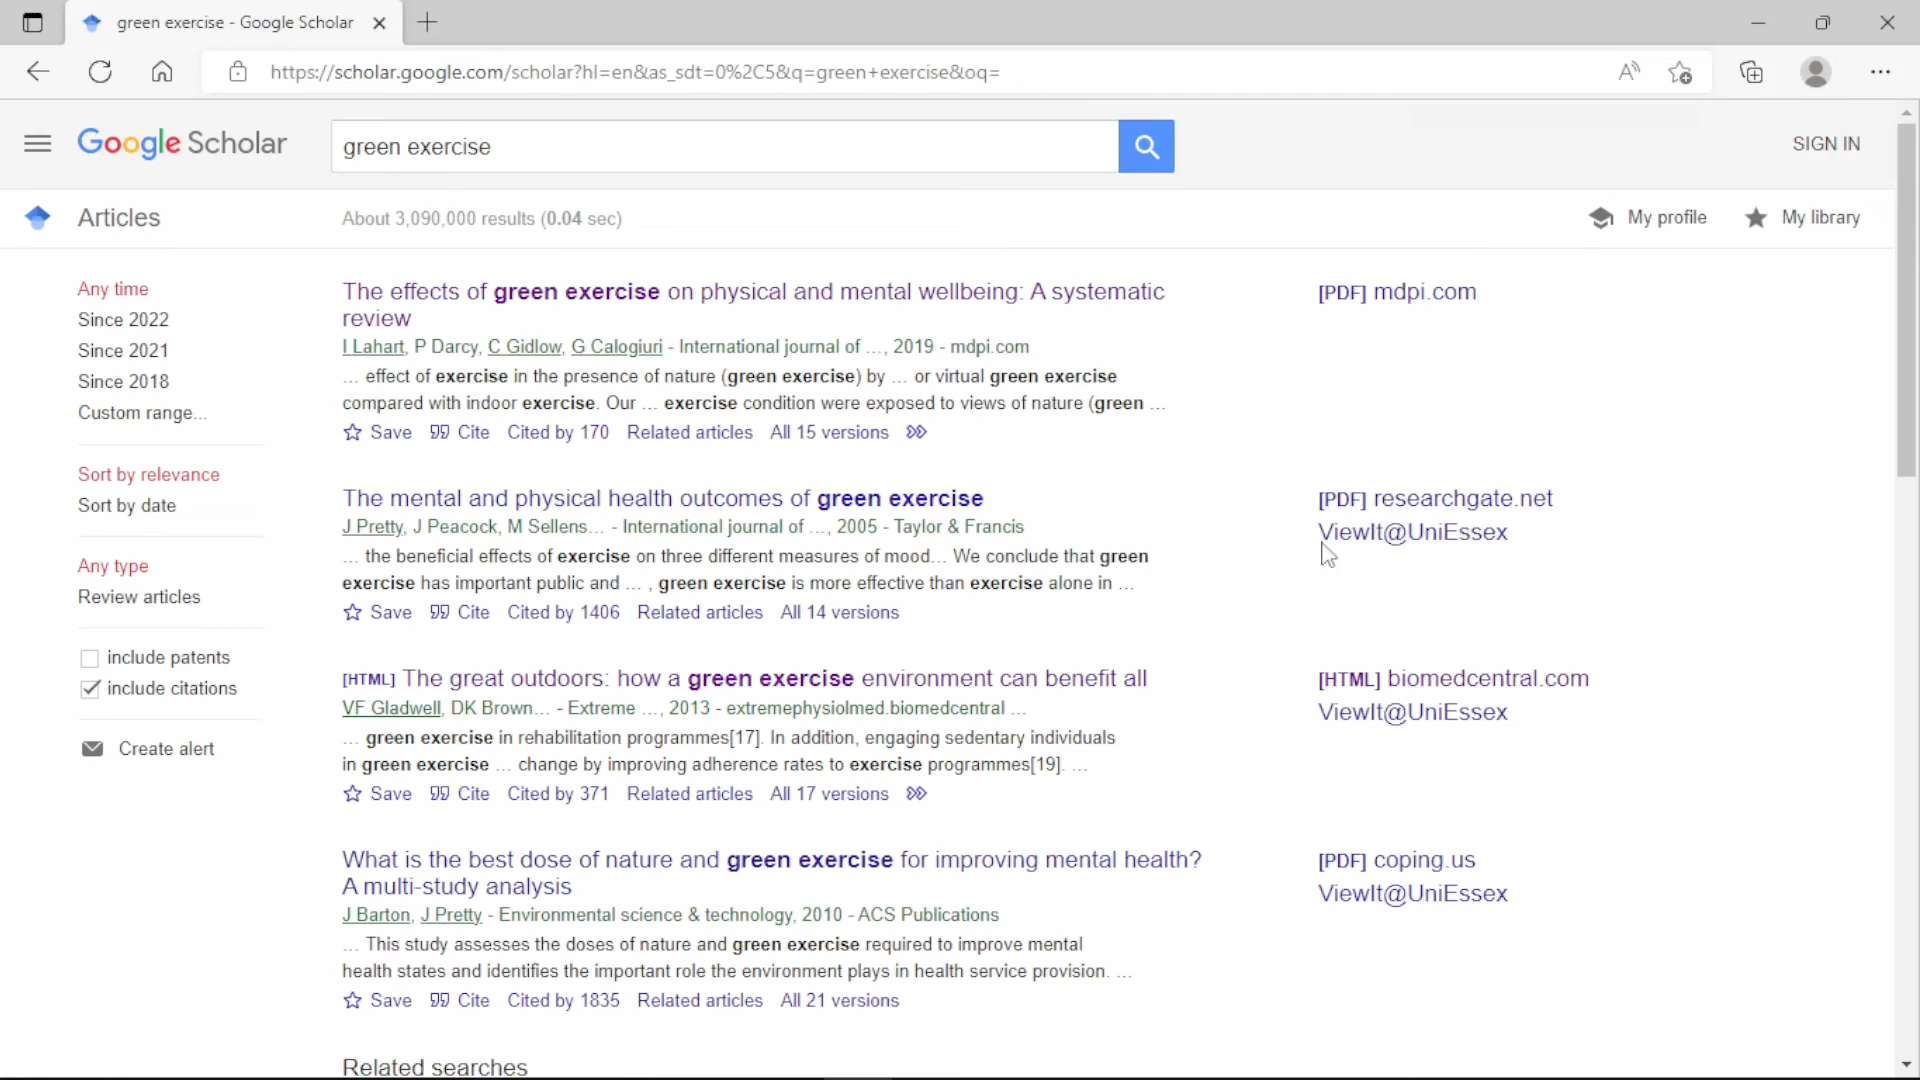 green exercise - Google Scholar
https://scholar.google.com/scholar?hl=en&as_sdt=0%2C5&q=green+exercise&oq=
Google Scholar
green exercise
SIGN IN
Articles
About 3,090,000 results (0.04 sec)
My profile
My library
Any time
Since 2022
Since 2021
Since 2018
Custom range...
Sort by relevance
Sort by date
Any type
Review articles
include patents
include citations
Create alert
The effects of green exercise on physical and mental wellbeing: A systematic
review
I Lahart, P Darcy, C Gidlow, G Calogiuri - International journal of …, 2019 - mdpi.com
… effect of exercise in the presence of nature (green exercise) by … or virtual green exercise
compared with indoor exercise. Our … exercise condition were exposed to views of nature (green …
Save Cite Cited by 170 Related articles All 15 versions
[PDF] mdpi.com
The mental and physical health outcomes of green exercise
J Pretty, J Peacock, M Sellens… - International journal of …, 2005 - Taylor & Francis
… the beneficial effects of exercise on three different measures of mood… We conclude that green
exercise has important public and … , green exercise is more effective than exercise alone in …
Save Cite Cited by 1406 Related articles All 14 versions
[PDF] researchgate.net
ViewIt@UniEssex
[HTML] The great outdoors: how a green exercise environment can benefit all
VF Gladwell, DK Brown… - Extreme …, 2013 - extremephysiolmed.biomedcentral …
… green exercise in rehabilitation programmes[17]. In addition, engaging sedentary individuals
in green exercise … change by improving adherence rates to exercise programmes[19]. …
Save Cite Cited by 371 Related articles All 17 versions
[HTML] biomedcentral.com
ViewIt@UniEssex
What is the best dose of nature and green exercise for improving mental health?
A multi-study analysis
J Barton, J Pretty - Environmental science & technology, 2010 - ACS Publications
… This study assesses the doses of nature and green exercise required to improve mental
health states and identifies the important role the environment plays in health service provision. …
Save Cite Cited by 1835 Related articles All 21 versions
[PDF] coping.us
ViewIt@UniEssex
Related searches